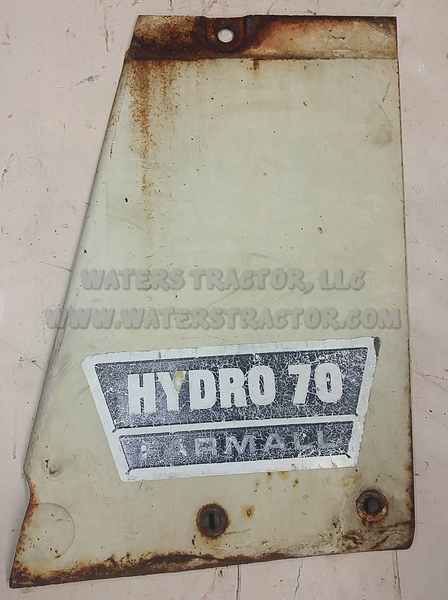 WATERS TRACTOR, LLC
WWW.WATERSTRACTOR.COM
HYDRO 70
FARMALL